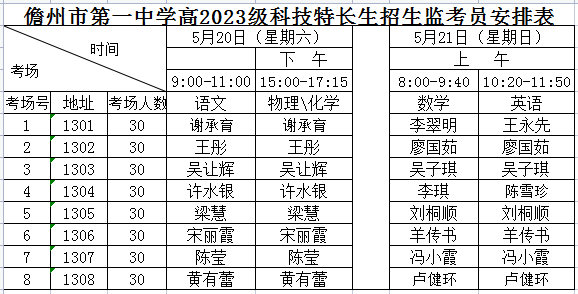 儋州市第一中学高2023级科技特长生招生监考员安排表
时间 5月20日（星期六） 5月21日（星期日）
考场 下 午 上 午
9:00-11:00 15:00-17:15 8:00-9:40 10:20-11:50
考场号 地址 考场人数 语文 物理\化学 数学 英语
1 1301 30 谢承育 谢承育 李翠明 王永先
2 1302 30 王彤 王彤 廖国茹 廖国茹
3 1303 30 吴让辉 吴让辉 吴子琪 吴子琪
4 1304 30 许水银 许水银 李琪 陈雪珍
5 1305 30 梁慧 梁慧 刘桐顺 刘桐顺
6 1306 30 宋丽霞 宋丽霞 羊传书 羊传书
7 1307 30 陈莹 陈莹 冯小霞 冯小霞
8 1308 30 黄有蕾 黄有蕾 卢健环 卢健环